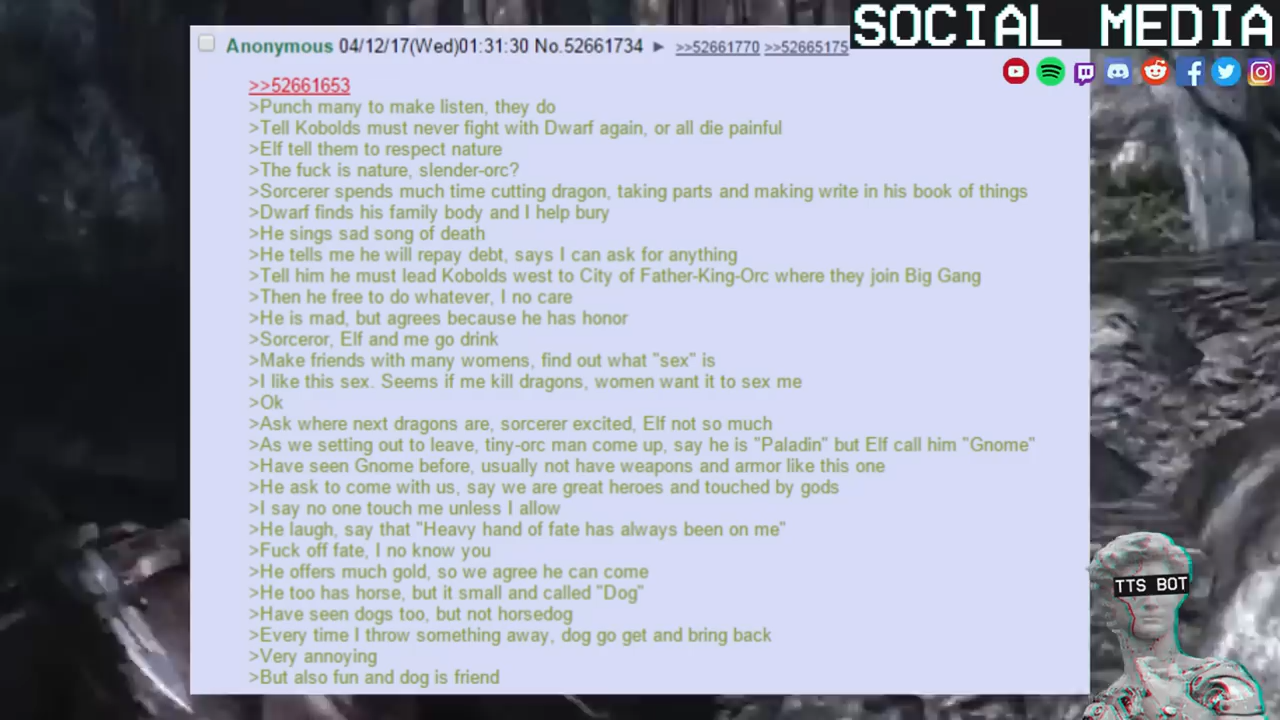 SOCIAL MEDIA
Anonymous 04/12/17(Wed)01:31:30 No.52661734 ► >>52661770 >>52665175
>>52661653
>Punch many to make listen, they do
>Tell Kobolds must never fight with Dwarf again, or all die painful
>Elf tell them to respect nature
>The fuck is nature, slender-orc?
>Sorcerer spends much time cutting dragon, taking parts and making write in his book of things
>Dwarf finds his family body and I help bury
>He sings sad song of death
>He tells me he will repay debt, says I can ask for anything
>Tell him he must lead Kobolds west to City of Father-King-Orc where they join Big Gang
>Then he free to do whatever, I no care
>He is mad, but agrees because he has honor
>Sorceror, Elf and me go drink
>Make friends with many womens, find out what "sex" is
>I like this sex. Seems if me kill dragons, women want it to sex me
>Ok
>Ask where next dragons are, sorcerer excited, Elf not so much
>As we setting out to leave, tiny-orc man come up, say he is "Paladin" but Elf call him "Gnome"
>Have seen Gnome before, usually not have weapons and armor like this one
>He ask to come with us, say we are great heroes and touched by gods
>I say no one touch me unless I allow
>He laugh, say that "Heavy hand of fate has always been on me"
>Fuck off fate, I no know you
>He offers much gold, so we agree he can come
>He too has horse, but it small and called "Dog"
>Have seen dogs too, but not horsedog
>Every time I throw something away, dog go get and bring back
>Very annoying
>But also fun and dog is friend
TTS BOT